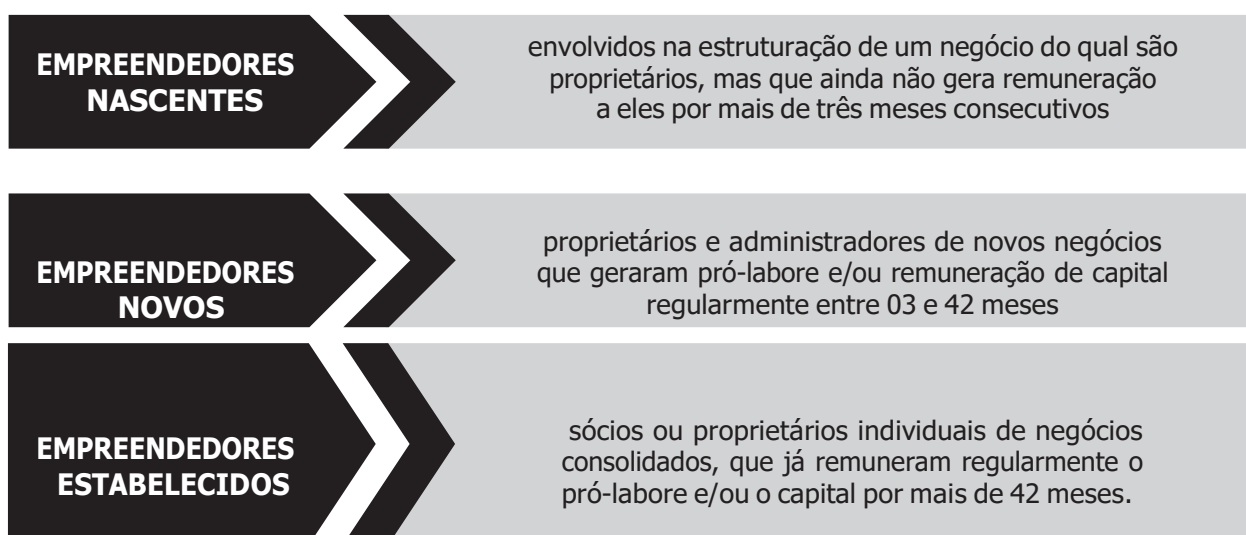 EMPREENDEDORES
NASCENTES
envolvidos na estruturação de um negócio do qual são
proprietários, mas que ainda não gera remuneração
a eles por mais de três meses consecutivos
EMPREENDEDORES
NOVOS
proprietários e administradores de novos negócios
que geraram pró-labore e/ou remuneração de capital
regularmente entre 03 e 42 meses
EMPREENDEDORES
ESTABELECIDOS
sócios ou proprietários individuais de negócios
consolidados, que já remuneram regularmente o
pró-labore e/ou o capital por mais de 42 meses.